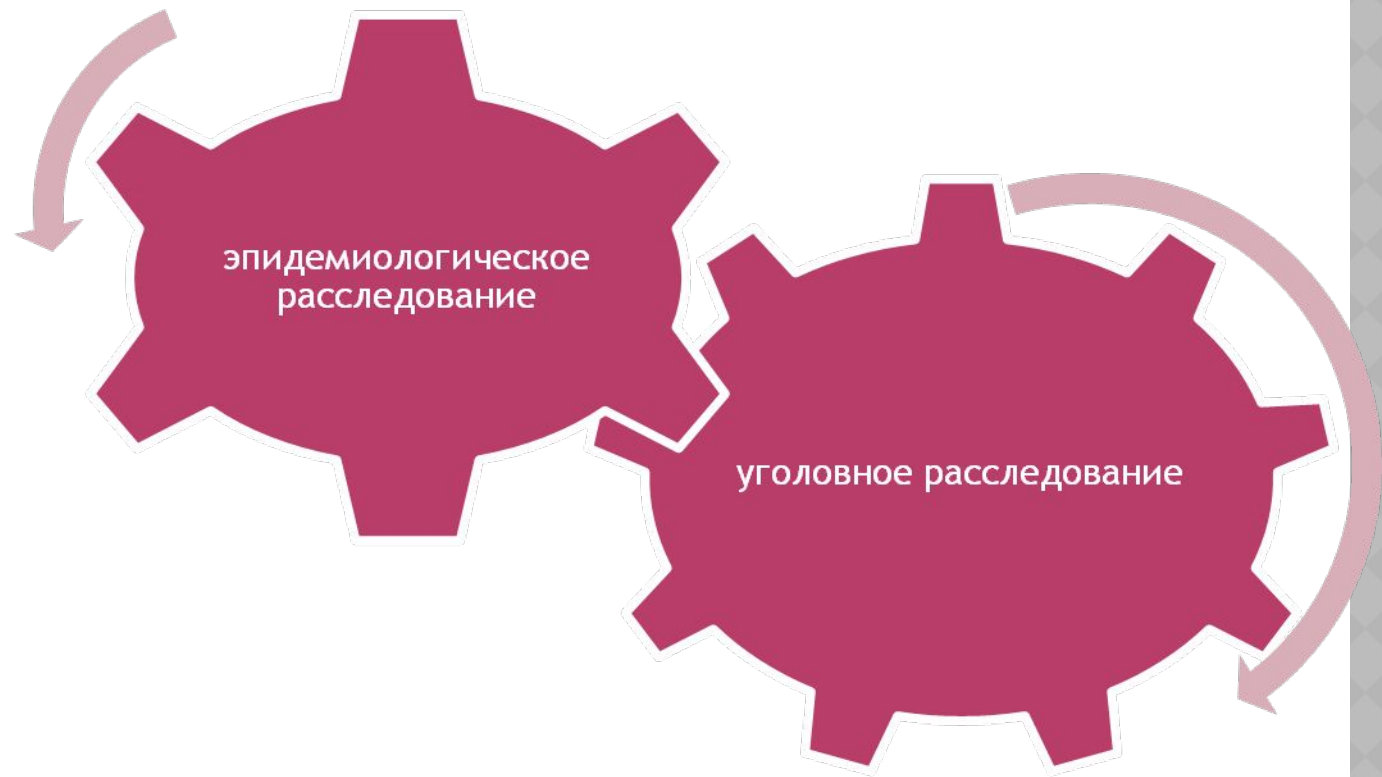 эпидемиологическое
расследование
уголовное расследование